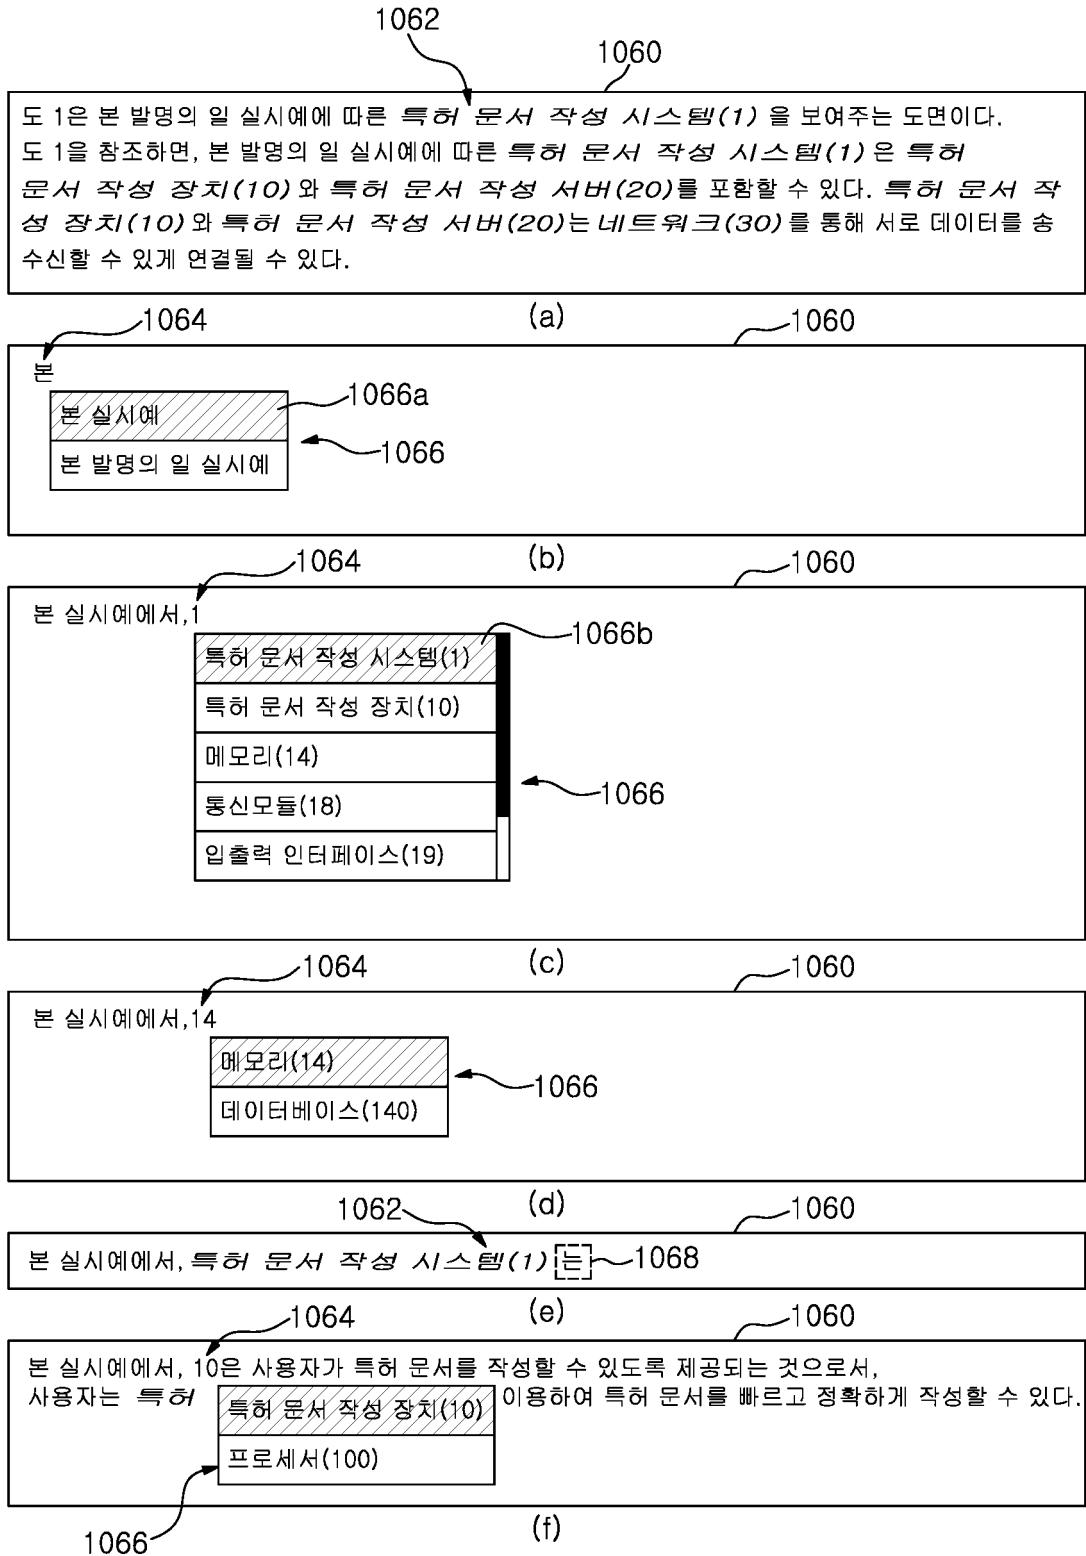 1062
1060
도 1은 본 발명의 일 실시예에 따른 특허 문서 작성 시스템(1) 을 보여주는 도면이다.
도 1을 참조하면, 본 발명의 일 실시예에 따른 특허 문서 작성 시스템(1) 은 특허
문서 작성 장치(10) 와 특허 문서 작성 서버(20)를 포함할 수 있다. 특허 문서 작
성 장치(10) 와 특허 문서 작성 서버(20)는 네트워크(30) 를 통해 서로 데이터를 송
수신할 수 있게 연결될 수 있다.
(a)
1064
1060
본
본 실시예
1066a
1066
본 발명의 일 실시예
(b)
1064
1060
본 실시예에서,1
1066b
특허 문서 작성 시스템(1)
특허 문서 작성 장치(10)
메모리(14)
1066
통신모듈(18)
입출력 인터페이스(19)
(c)
1064
1060
본 실시예에서,14
메모리(14)
1066
데이터베이스(140)
(d)
1062
1060
본 실시예에서, 특허 문서 작성 시스템(1) 는
1068
(e)
1064
1060
본 실시예에서, 10은 사용자가 특허 문서를 작성할 수 있도록 제공되는 것으로서,
사용자는 특허
특허 문서 작성 장치(10)
이용하여 특허 문서를 빠르고 정확하게 작성할 수 있다.
프로세서(100)
1066
(f)